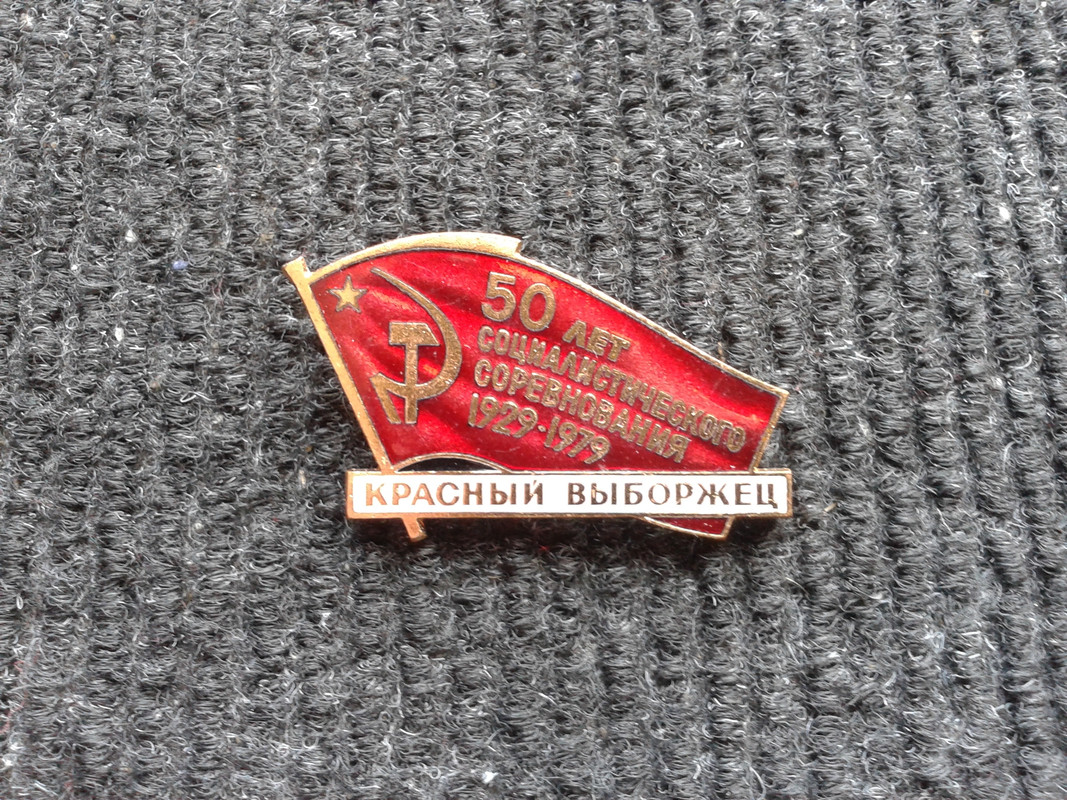 50 ЛЕТ
СОЦИАЛИСТИЧЕСКОГО
СОРЕВНОВАНИЯ
1929·1979
КРАСНЫЙ ВЫБОРЖЕЦ